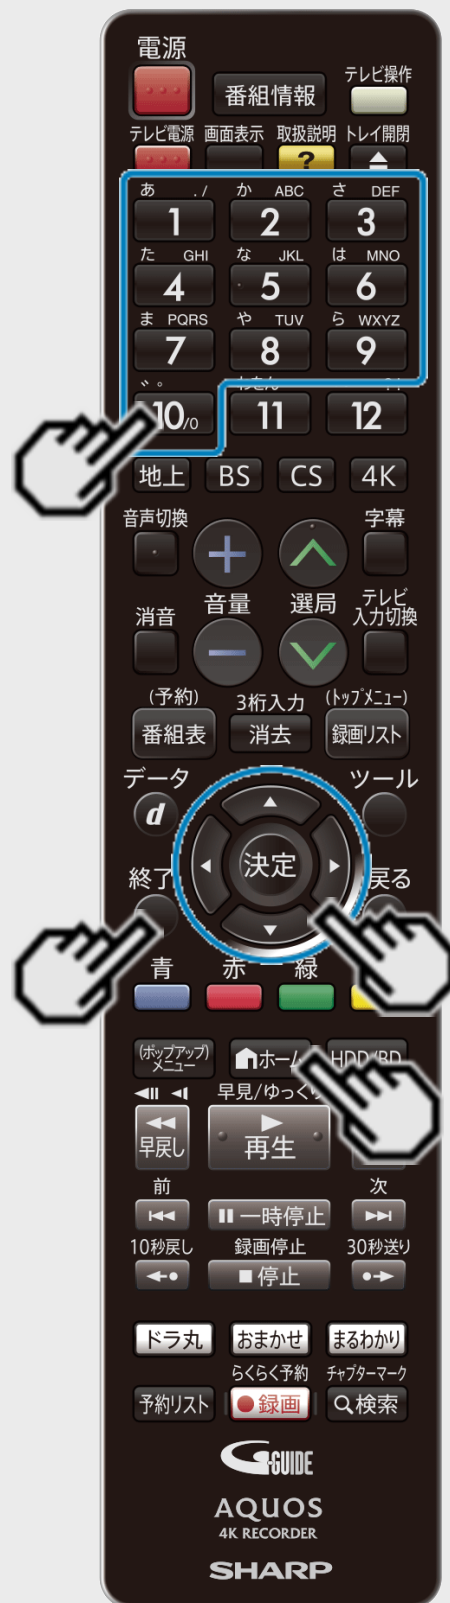 電源
番組情報
テレビ操作
テレビ電源 画面表示 取扱説明 トレイ開閉
?
あ ./ か ABC さ DEF
1 2 3
た GHI な JKL は MNO
4 5 6
ま PQRS や TUV ら WXYZ
7 8 9
10/0 11 12
地上 BS CS 4K
音声切換 字幕
消音 音量 選局 テレビ
入力切換
(予約) 3桁入力 (トップメニュー)
番組表 消去 録画リスト
データ ツール
d
決定
終了 戻る
青 赤 緑
(ポップアップ)
メニュー ホーム HDD/BD
早見/ゆっくり
早戻し 再生
前 次
一時停止
10秒戻し 録画停止 30秒送り
停止
ドラ丸 おまかせ まるわかり
らくらく予約 チャプターマーク
予約リスト 録画 検索
G-GUIDE
AQUOS
4K RECORDER
SHARP